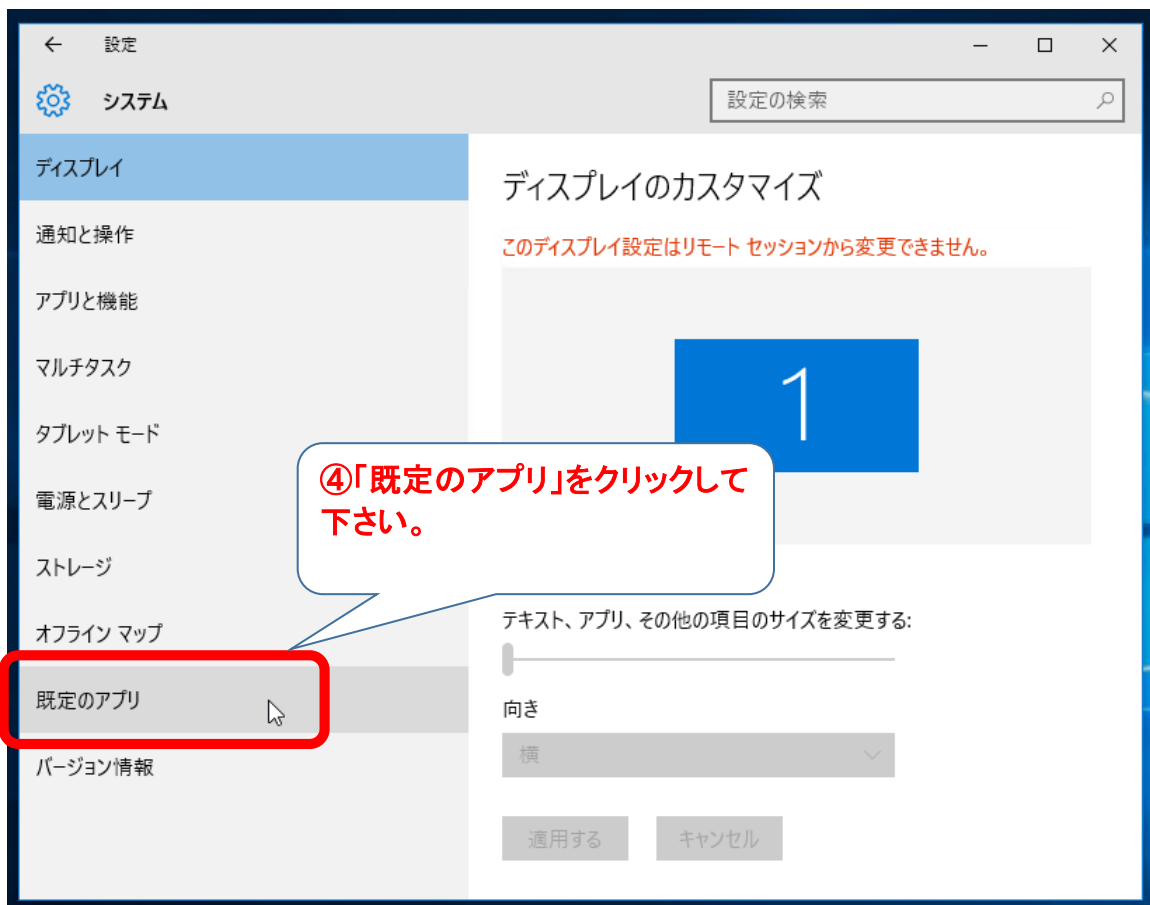 設定
システム
設定の検索
ディスプレイ
通知と操作
アプリと機能
マルチタスク
タブレット モード
電源とスリープ
ストレージ
オフライン マップ
既定のアプリ
バージョン情報
ディスプレイのカスタマイズ
このディスプレイ設定はリモート セッションから変更できません。
1
④「既定のアプリ」をクリックして
下さい。
テキスト、アプリ、その他の項目のサイズを変更する:
向き
横
適用する
キャンセル